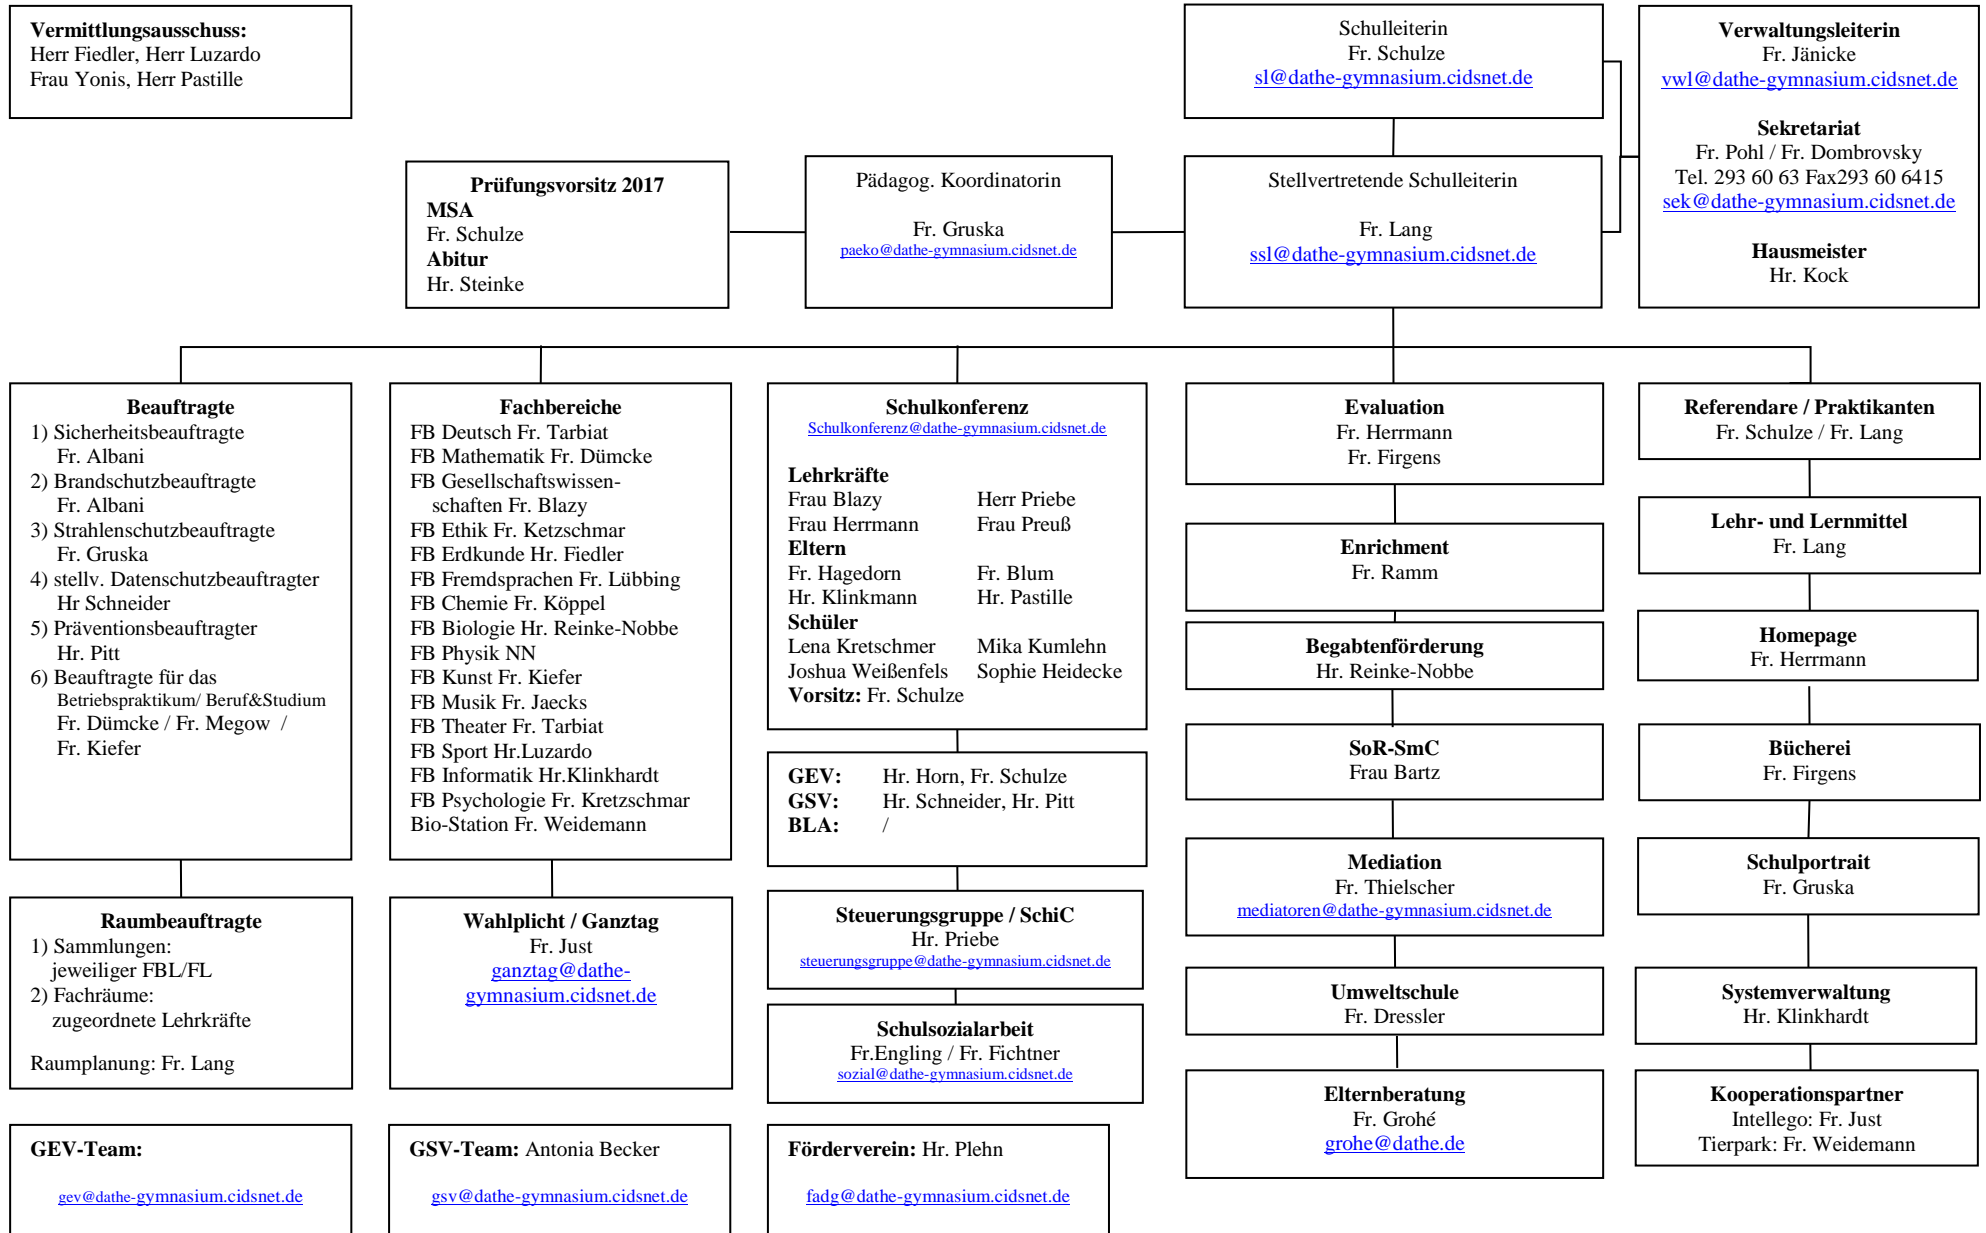 Vermittlungsausschuss:
Herr Fiedler, Herr Luzardo
Frau Yonis, Herr Pastille
Schulleiterin
Fr. Schulze
sl@dathe-gymnasium.cidsnet.de
Verwaltungsleiterin
Fr. Jänicke
vwl@dathe-gymnasium.cidsnet.de
Sekretariat
Fr. Pohl / Fr. Dombrovsky
Tel. 293 60 63 Fax293 60 6415
sek@dathe-gymnasium.cidsnet.de
Hausmeister
Hr. Kock
Prüfungsvorsitz 2017
MSA
Fr. Schulze
Abitur
Hr. Steinke
Pädagog. Koordinatorin
Fr. Gruska
paeko@dathe-gymnasium.cidsnet.de
Stellvertretende Schulleiterin
Fr. Lang
ssl@dathe-gymnasium.cidsnet.de
Beauftragte
1) Sicherheitsbeauftragte
Fr. Albani
2) Brandschutzbeauftragte
Fr. Albani
3) Strahlenschutzbeauftragte
Fr. Gruska
4) stellv. Datenschutzbeauftragter
Hr Schneider
5) Präventionsbeauftragter
Hr. Pitt
6) Beauftragte für das
Betriebspraktikum/ Beruf&Studium
Fr. Dümcke / Fr. Megow /
Fr. Kiefer
Raumbeauftragte
1) Sammlungen:
jeweiliger FBL/FL
2) Fachräume:
zugeordnete Lehrkräfte
Raumplanung: Fr. Lang
GEV-Team:
gev@dathe-gymnasium.cidsnet.de
Fachbereiche
FB Deutsch Fr. Tarbiat
FB Mathematik Fr. Dümcke
FB Gesellschaftswissen-
schaften Fr. Blazy
FB Ethik Fr. Ketzschmar
FB Erdkunde Hr. Fiedler
FB Fremdsprachen Fr. Lübbing
FB Chemie Fr. Köppel
FB Biologie Hr. Reinke-Nobbe
FB Physik NN
FB Kunst Fr. Kiefer
FB Musik Fr. Jaecks
FB Theater Fr. Tarbiat
FB Sport Hr.Luzardo
FB Informatik Hr.Klinkhardt
FB Psychologie Fr. Kretzschmar
Bio-Station Fr. Weidemann
Wahlplicht / Ganztag
Fr. Just
ganztag@dathe-
gymnasium.cidsnet.de
GSV-Team: Antonia Becker
gsv@dathe-gymnasium.cidsnet.de
Schulkonferenz
Schulkonferenz@dathe-gymnasium.cidsnet.de
Lehrkräfte
Frau Blazy Herr Priebe
Frau Herrmann Frau Preuß
Eltern
Fr. Hagedorn Fr. Blum
Hr. Klinkmann Hr. Pastille
Schüler
Lena Kretschmer Mika Kumlehn
Joshua Weißenfels Sophie Heidecke
Vorsitz: Fr. Schulze
GEV: Hr. Horn, Fr. Schulze
GSV: Hr. Schneider, Hr. Pitt
BLA: /
Steuerungsgruppe / SchiC
Hr. Priebe
steuerungsgruppe@dathe-gymnasium.cidsnet.de
Schulsozialarbeit
Fr.Engling / Fr. Fichtner
sozial@dathe-gymnasium.cidsnet.de
Förderverein: Hr. Plehn
fadg@dathe-gymnasium.cidsnet.de
Evaluation
Fr. Herrmann
Fr. Firgens
Enrichment
Fr. Ramm
Begabtenförderung
Hr. Reinke-Nobbe
SoR-SmC
Frau Bartz
Mediation
Fr. Thielscher
mediatoren@dathe-gymnasium.cidsnet.de
Umweltschule
Fr. Dressler
Elternberatung
Fr. Grohé
grohe@dathe.de
Referendare / Praktikanten
Fr. Schulze / Fr. Lang
Lehr- und Lernmittel
Fr. Lang
Homepage
Fr. Herrmann
Bücherei
Fr. Firgens
Schulportrait
Fr. Gruska
Systemverwaltung
Hr. Klinkhardt
Kooperationspartner
Intellego: Fr. Just
Tierpark: Fr. Weidemann